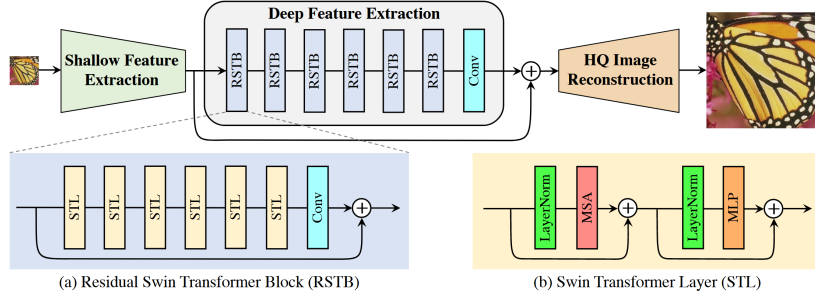 Deep Feature Extraction
Shallow Feature
Extraction
RSTB
RSTB
RSTB
RSTB
RSTB
RSTB
Conv
+
HQ Image
Reconstruction
STL
STL
STL
STL
STL
STL
Conv
+
LayerNorm
MSA
+
LayerNorm
MLP
+
(a) Residual Swin Transformer Block (RSTB)
(b) Swin Transformer Layer (STL)